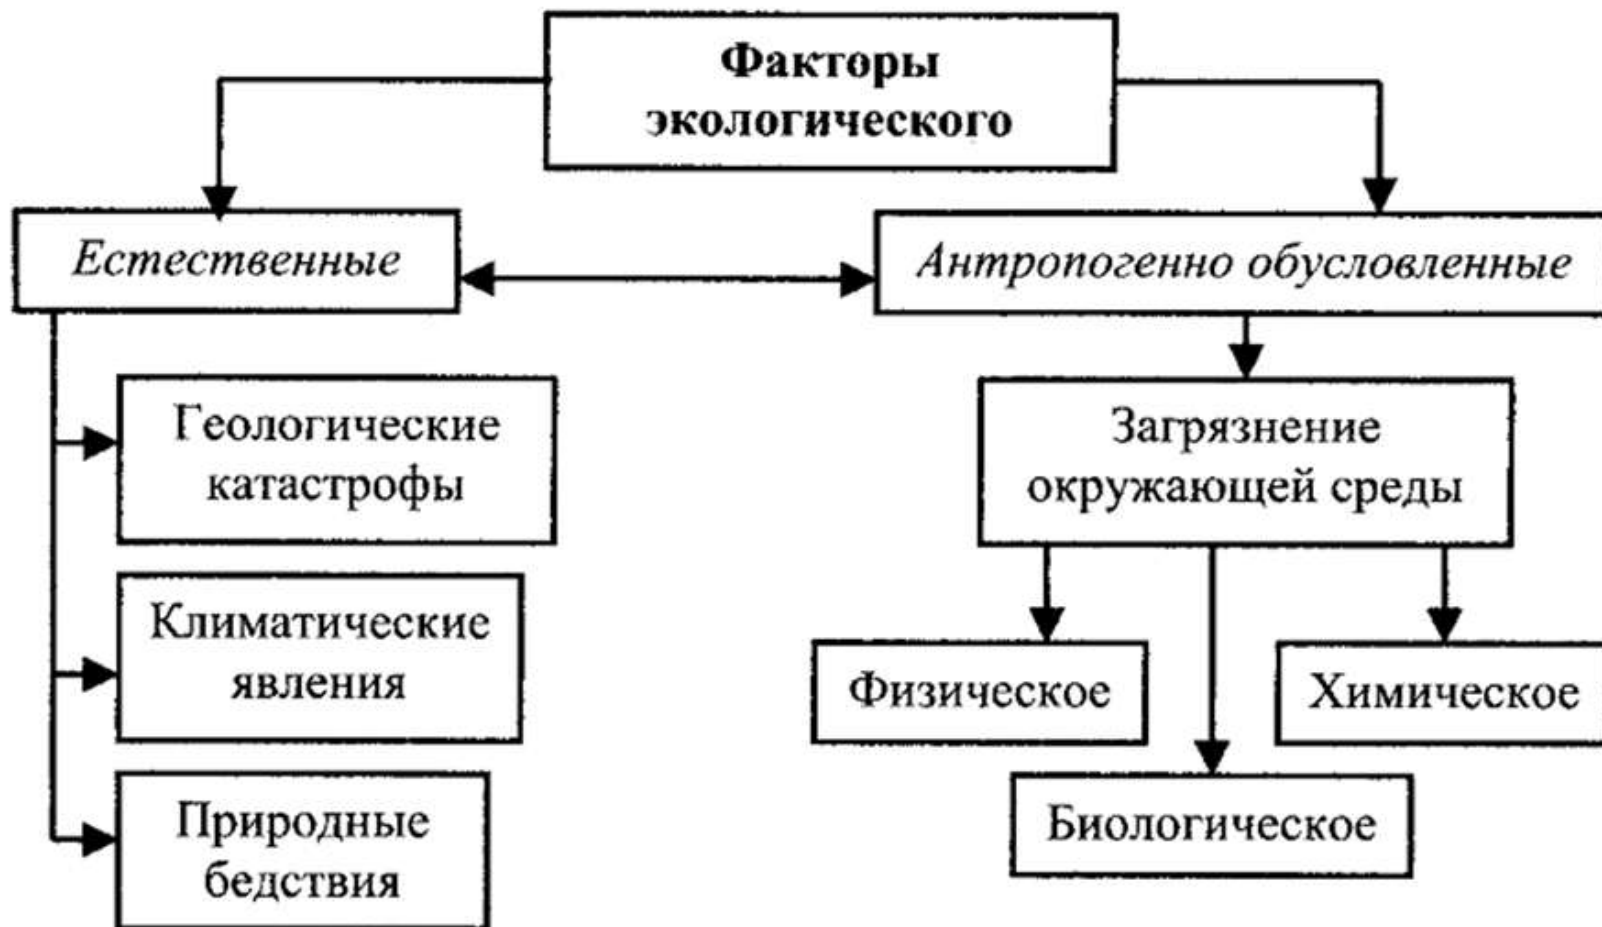 Факторы
экологического
Естественные
Антропогенно обусловленные
Геологические
катастрофы
Климатические
явления
Природные
бедствия
Загрязнение
окружающей среды
Физическое
Химическое
Биологическое